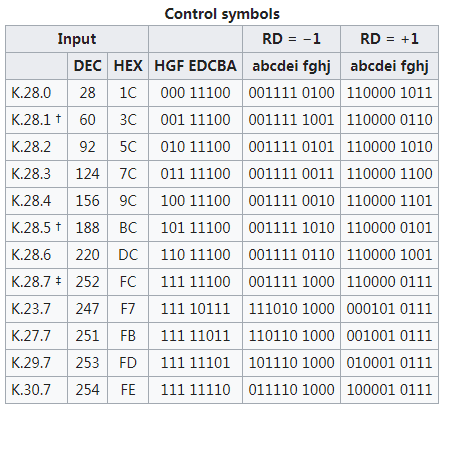 Control symbols
Input RD = −1 RD = +1
DEC HEX HGF EDCBA abcdei fghj abcdei fghj
K.28.0 28 1C 000 11100 001111 0100 110000 1011
K.28.1 † 60 3C 001 11100 001111 1001 110000 0110
K.28.2 92 5C 010 11100 001111 0101 110000 1010
K.28.3 124 7C 011 11100 001111 0011 110000 1100
K.28.4 156 9C 100 11100 001111 0010 110000 1101
K.28.5 † 188 BC 101 11100 001111 1010 110000 0101
K.28.6 220 DC 110 11100 001111 0110 110000 1001
K.28.7 ‡ 252 FC 111 11100 001111 1000 110000 0111
K.23.7 247 F7 111 10111 111010 1000 000101 0111
K.27.7 251 FB 111 11011 110110 1000 001001 0111
K.29.7 253 FD 111 11101 101110 1000 010001 0111
K.30.7 254 FE 111 11110 011110 1000 100001 0111